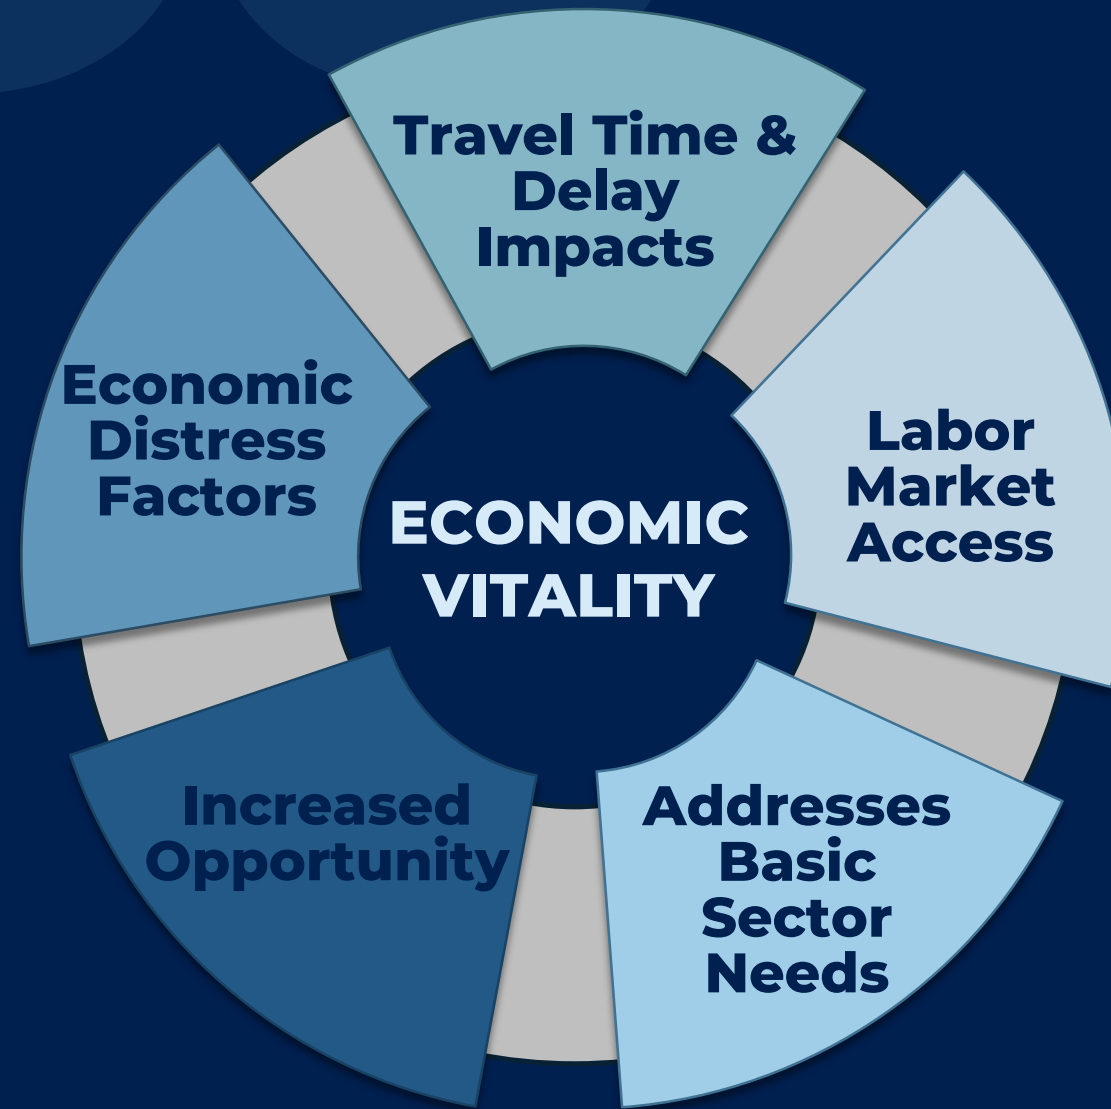 Travel Time &
Delay
Impacts
Economic
Distress
Factors
Labor
Market
Access
ECONOMIC
VITALITY
Increased
Opportunity
Addresses
Basic
Sector
Needs